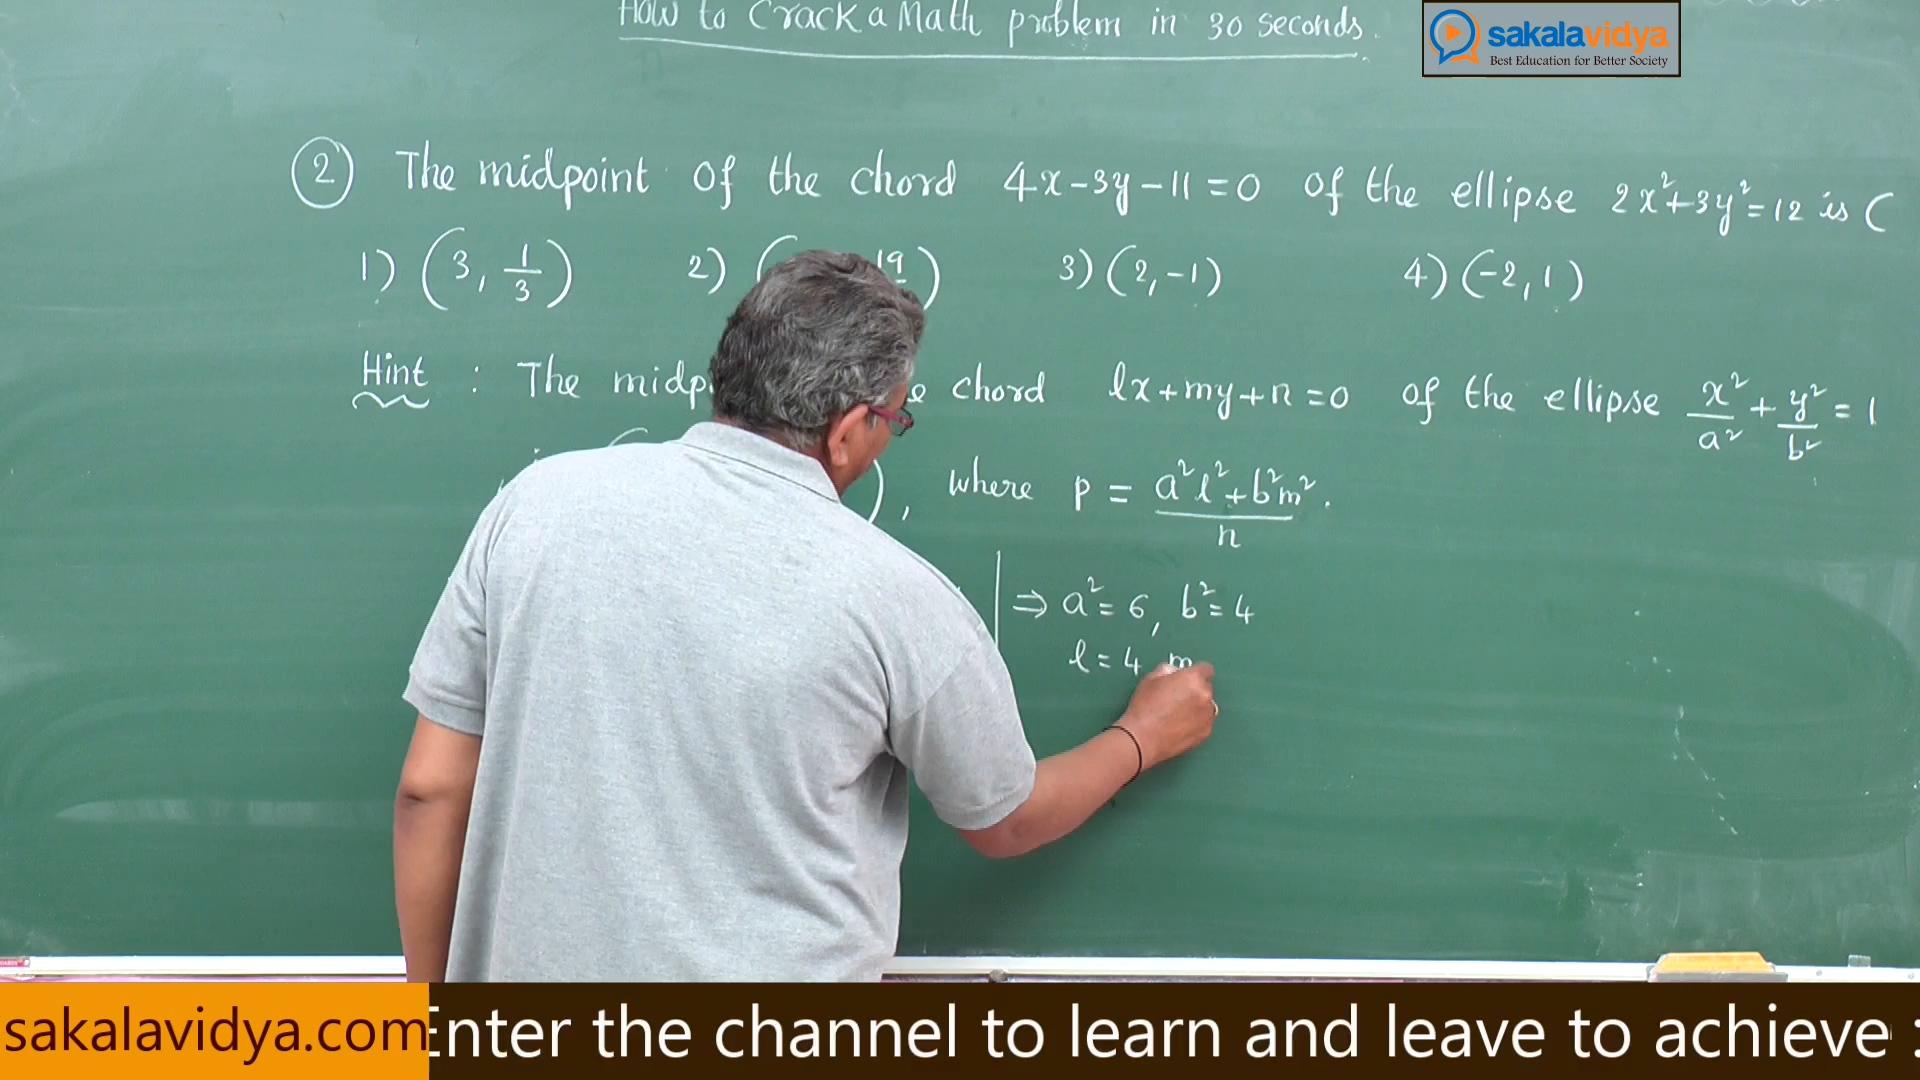 How to Crack a Math problem in 30 seconds.
sakalavidya
Best Education for Better Society
② The midpoint of the chord 4x-3y-11=0 of the ellipse 2x²+3y²=12 is (
1) (3, 1/3) 2) ( 19 ) 3) (2,-1) 4) (-2,1)
Hint : The chord lx+my+n=0 of the ellipse x²/a² + y²/b² = 1
), where p = (a²l²+b²m²)/n .
⇒ a²=6, b²=4
l=4 m
sakalavidya.com Enter the channel to learn and leave to achieve :